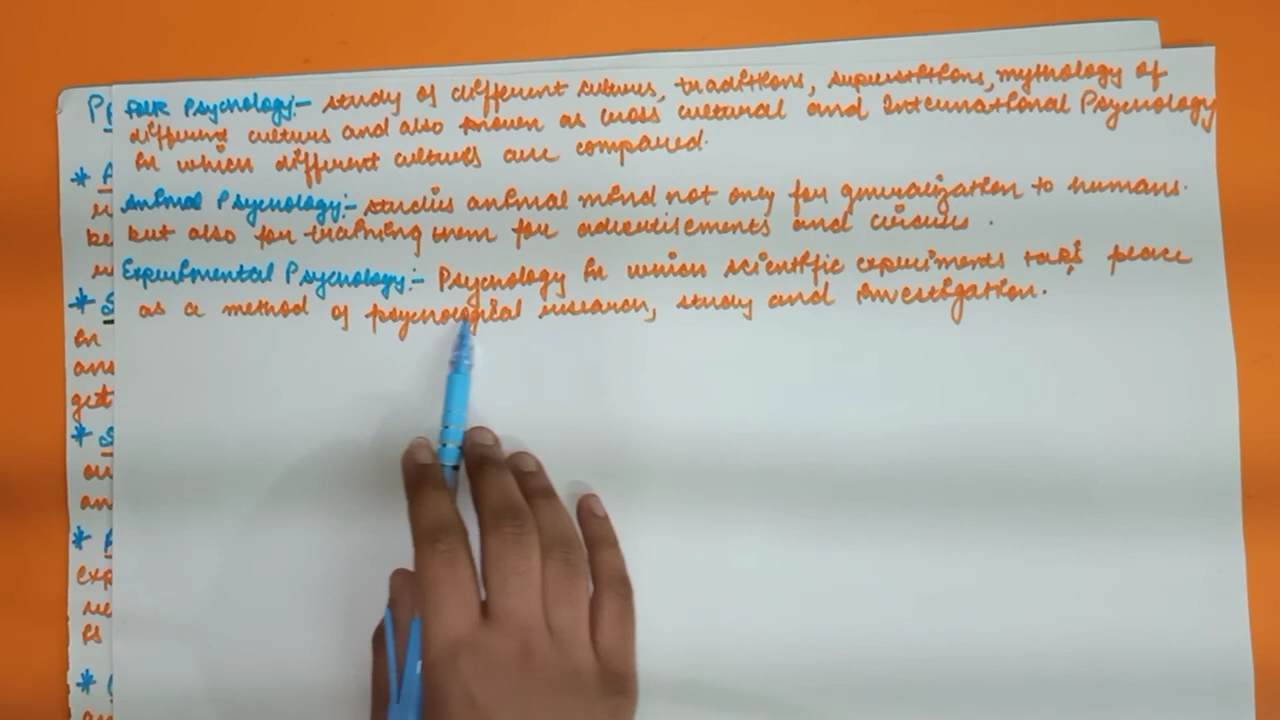 Folk Psychology:- study of different cultures, traditions, superstitions, mythology of
different cultures and also known as cross cultural and International Psychology
in which different cultures are compared.
Animal Psychology:- studies animal mind not only for generalization to humans.
but also for training them for advertisements and circus.
Experimental Psychology:- Psychology in which scientific experiments takes peace
as a method of psychological research, study and investigation.